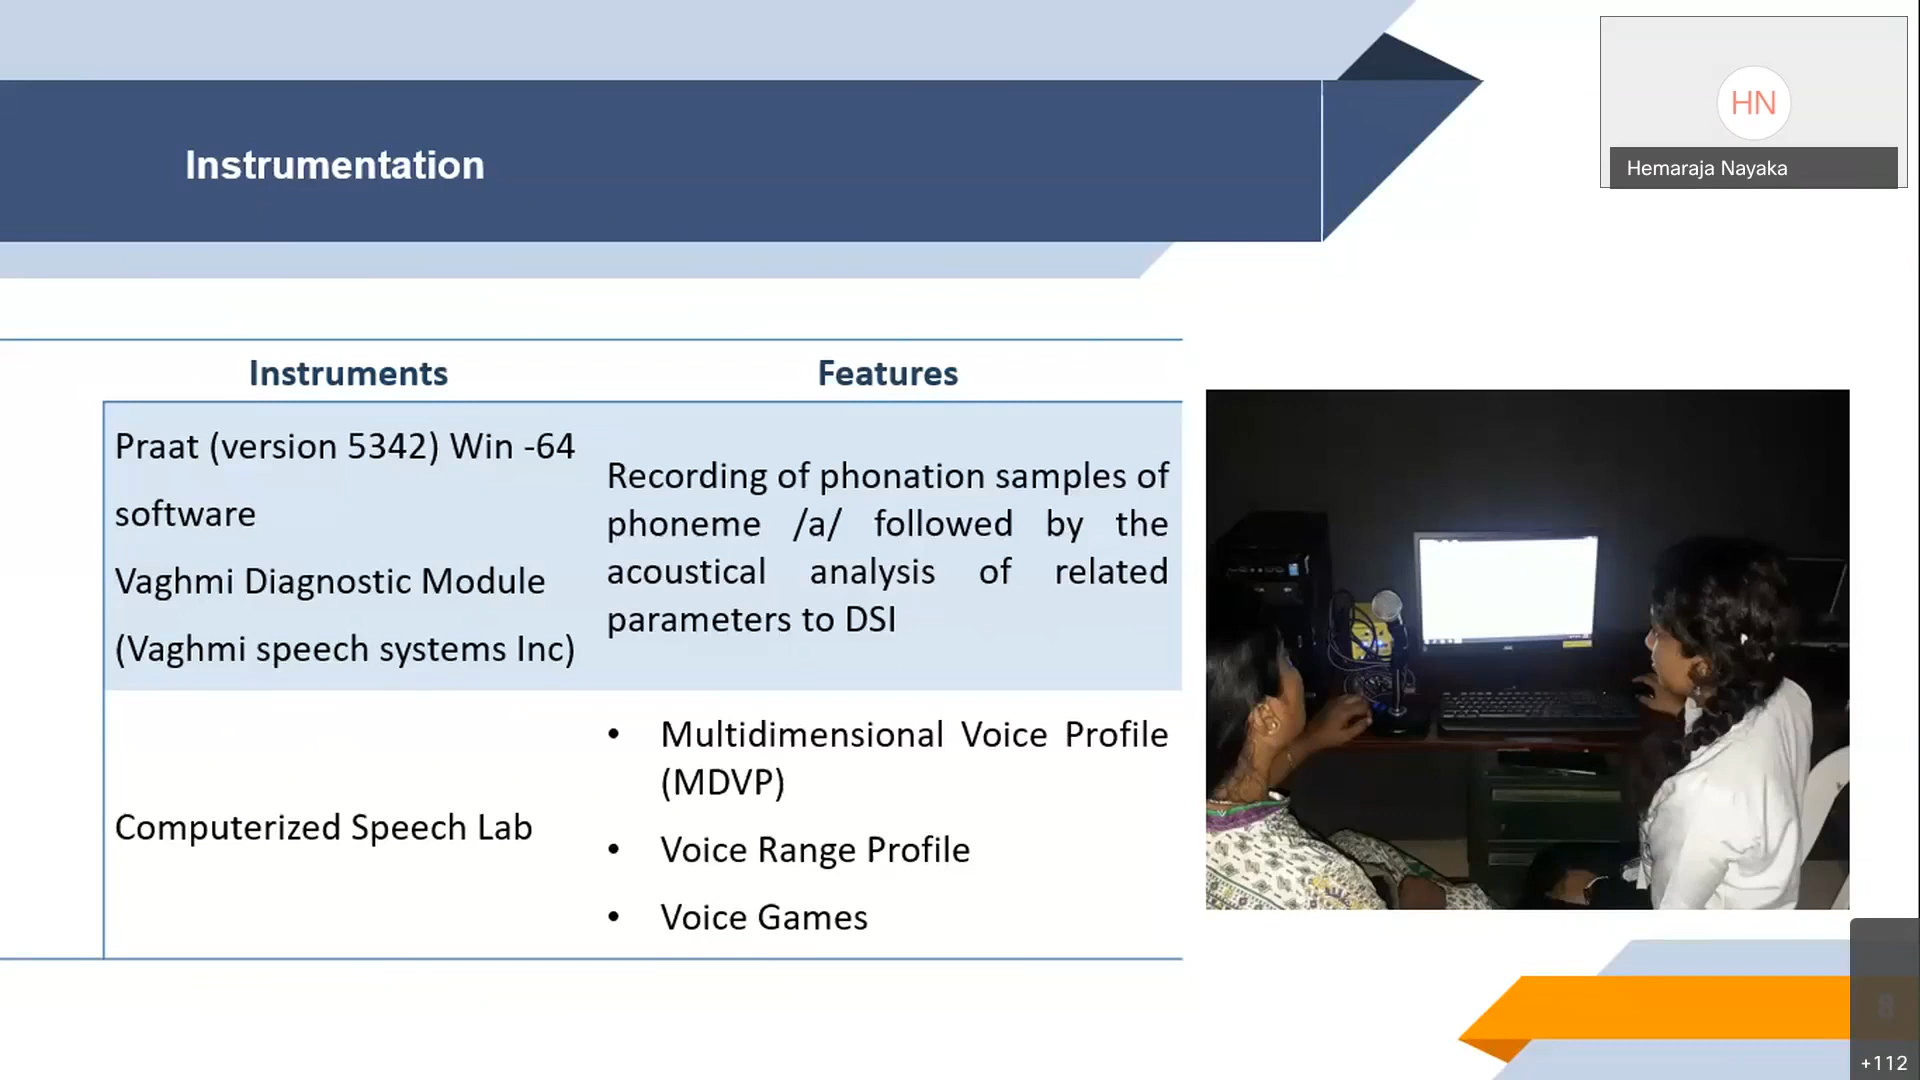 Instrumentation
HN
Hemaraja Nayaka
Instruments
Features
Praat (version 5342) Win -64
software
Vaghmi Diagnostic Module
(Vaghmi speech systems Inc)
Recording of phonation samples of
phoneme /a/ followed by the
acoustical analysis of related
parameters to DSI
Computerized Speech Lab
• Multidimensional Voice Profile
(MDVP)
• Voice Range Profile
• Voice Games
+112